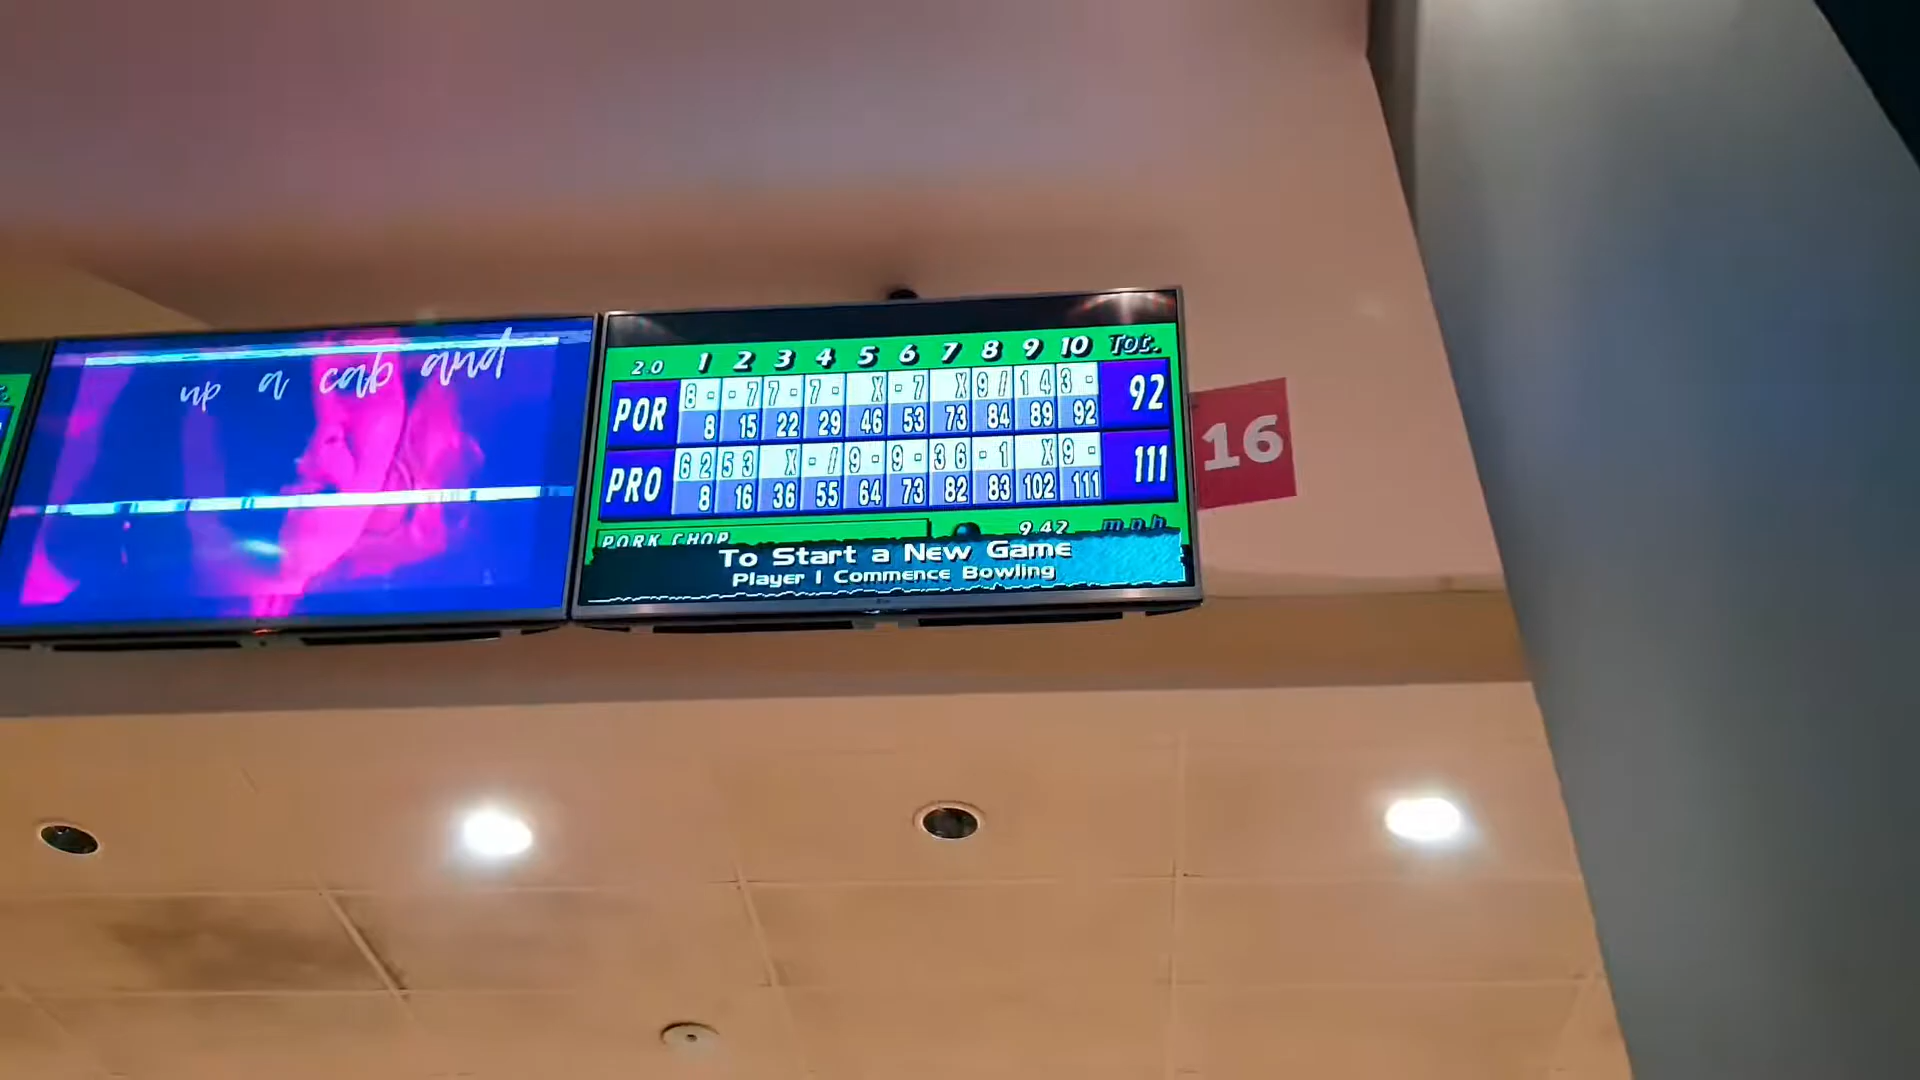 up a cab and
2.0 1 2 3 4 5 6 7 8 9 10 Tot.
POR 8 - - 7 7 - 7 - X - 7 X 9 / 1 4 3 - 92
8 15 22 29 46 53 73 84 89 92
PRO 6 2 5 3 X - / 9 - 9 - 3 6 - 1 X 9 - 111
8 16 36 55 64 73 82 83 102 111
PORK CHOP 9.42 mph
To Start a New Game
Player 1 Commence Bowling
16